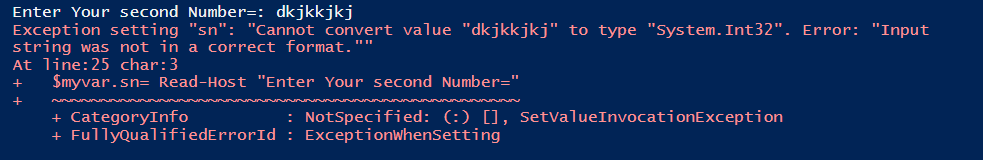 Enter Your second Number=: dkjkkjkj
Exception setting "sn": "Cannot convert value "dkjkkjkj" to type "System.Int32". Error: "Input
string was not in a correct format.""
At line:25 char:3
+   $myvar.sn= Read-Host "Enter Your second Number="
+   ~~~~~~~~~~~~~~~~~~~~~~~~~~~~~~~~~~~~~~~~~~~~~~~~
    + CategoryInfo          : NotSpecified: (:) [], SetValueInvocationException
    + FullyQualifiedErrorId : ExceptionWhenSetting